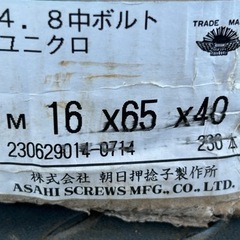 4.8中ボルト
TRADE MA
ユニクロ
M 16 x65 x40
230629014-0714 230本
株式会社 朝日押捻子製作所
ASAHI SCREWS MFG., CO., LTD.